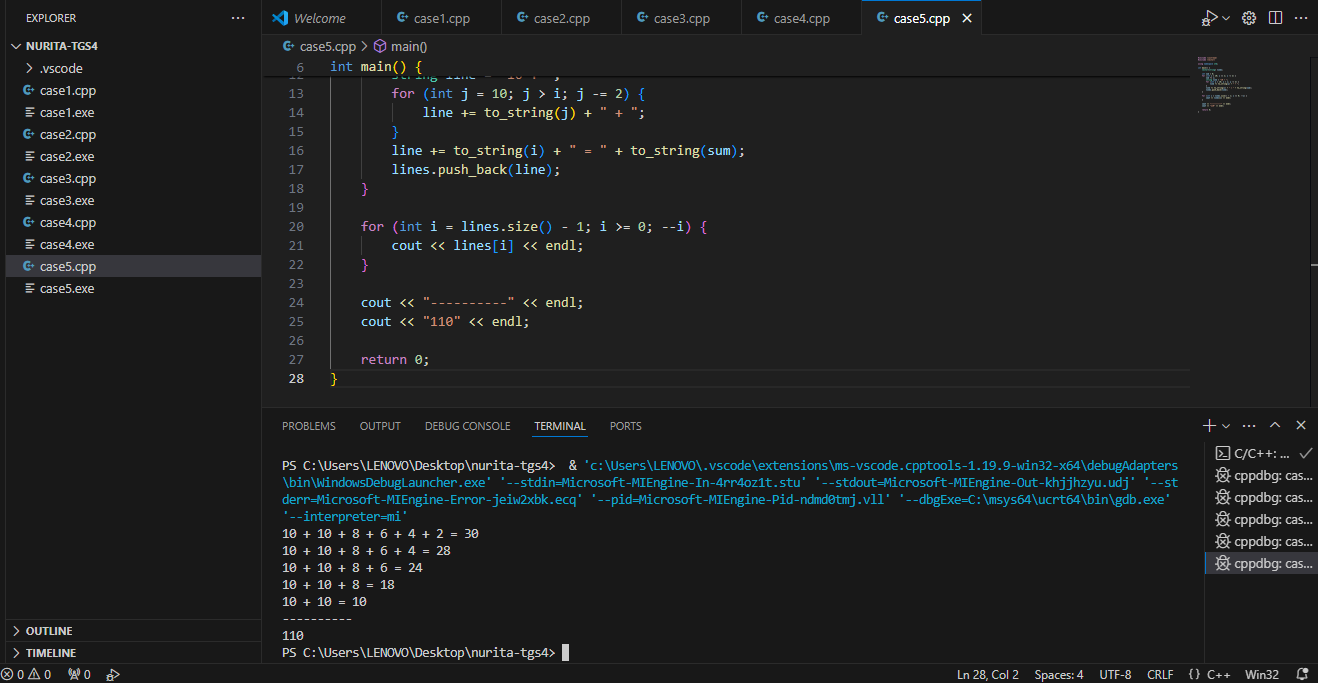 EXPLORER
NURITA-TGS4
.vscode
case1.cpp
case1.exe
case2.cpp
case2.exe
case3.cpp
case3.exe
case4.cpp
case4.exe
case5.cpp
case5.exe
OUTLINE
TIMELINE
Welcome
case1.cpp
case2.cpp
case3.cpp
case4.cpp
case5.cpp
case5.cpp > main()
6 int main() {
13 for (int j = 10; j > i; j -= 2) {
14 line += to_string(j) + " + ";
15 }
16 line += to_string(i) + " = " + to_string(sum);
17 lines.push_back(line);
18 }
19
20 for (int i = lines.size() - 1; i >= 0; --i) {
21 cout << lines[i] << endl;
22 }
23
24 cout << "----------" << endl;
25 cout << "110" << endl;
26
27 return 0;
28 }
PROBLEMS OUTPUT DEBUG CONSOLE TERMINAL PORTS
PS C:\Users\LENOVO\Desktop\nurita-tgs4> & 'c:\Users\LENOVO\.vscode\extensions\ms-vscode.cpptools-1.19.9-win32-x64\debugAdapters
\bin\WindowsDebugLauncher.exe' '--stdin=Microsoft-MIEngine-In-4rr4oz1t.stu' '--stdout=Microsoft-MIEngine-Out-khjjhzyu.udj' '--st
derr=Microsoft-MIEngine-Error-jeiw2xbk.ecq' '--pid=Microsoft-MIEngine-Pid-ndmd0tmj.vll' '--dbgExe=C:\msys64\ucrt64\bin\gdb.exe'
'--interpreter=mi'
10 + 10 + 8 + 6 + 4 + 2 = 30
10 + 10 + 8 + 6 + 4 = 28
10 + 10 + 8 + 6 = 24
10 + 10 + 8 = 18
10 + 10 = 10
----------
110
PS C:\Users\LENOVO\Desktop\nurita-tgs4>
C/C++: ...
cppdbg: cas...
cppdbg: cas...
cppdbg: cas...
cppdbg: cas...
cppdbg: cas...
0 0 0
Ln 28, Col 2 Spaces: 4 UTF-8 CRLF {} C++ Win32